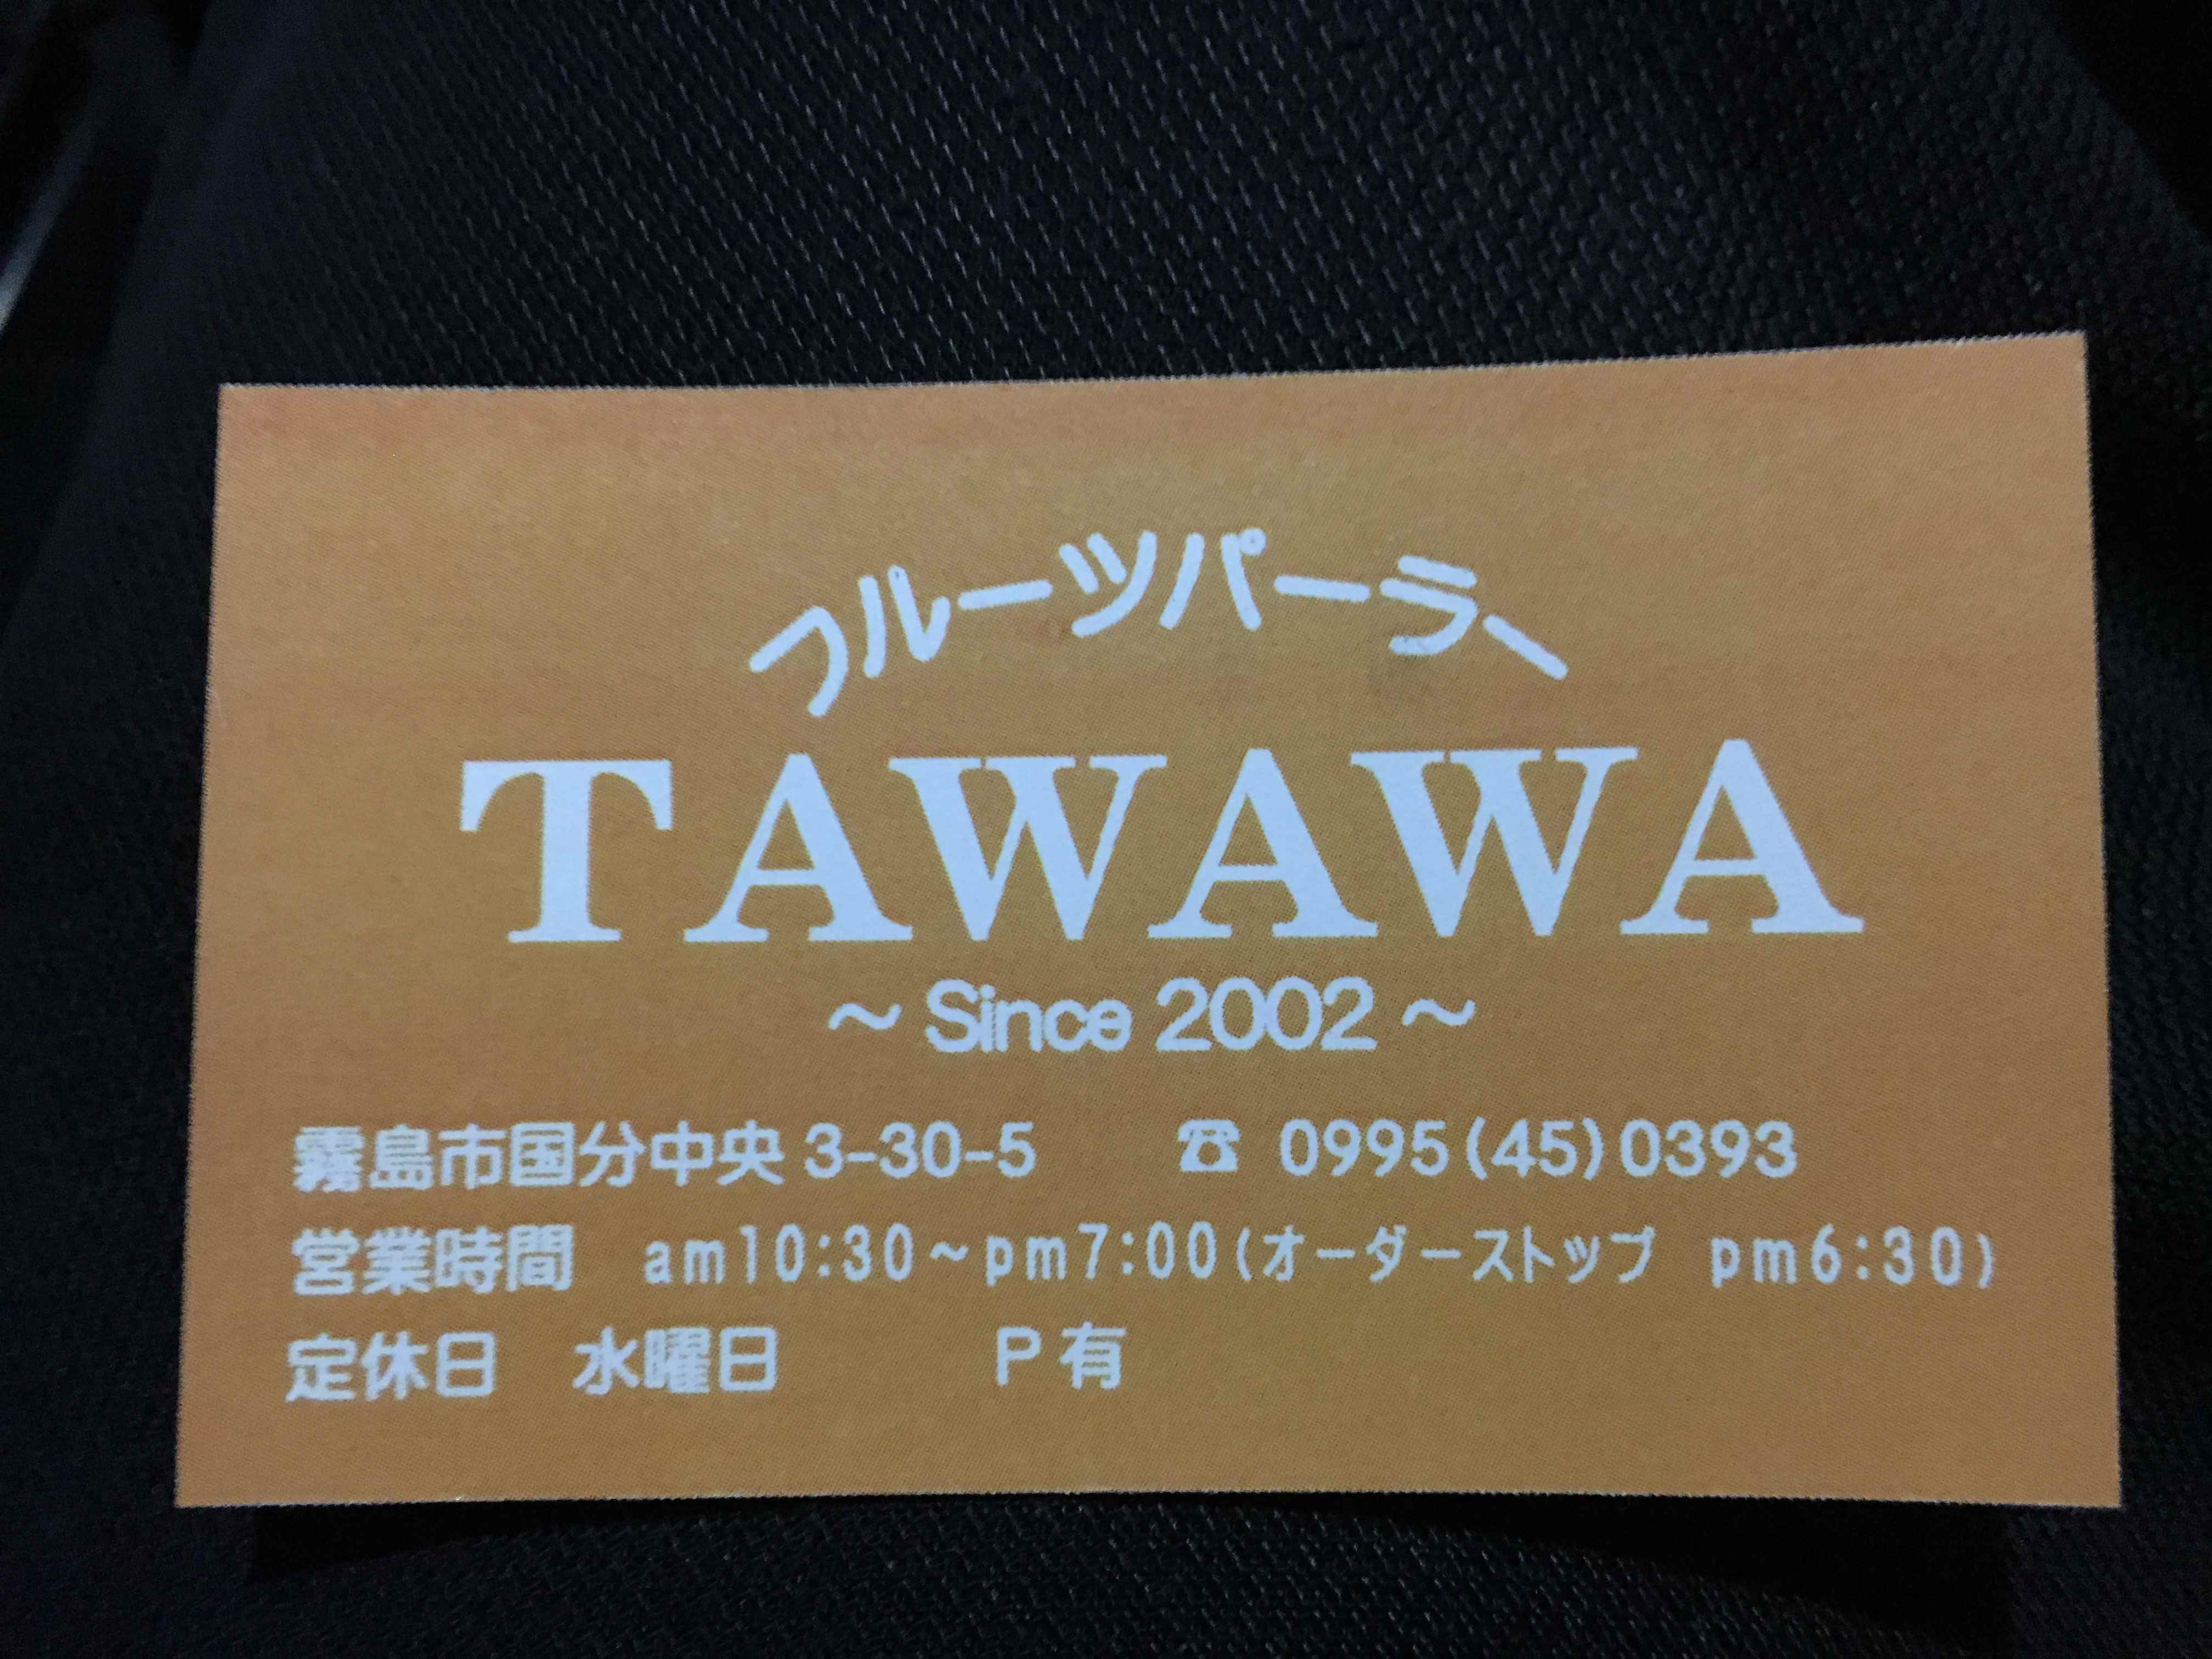 フルーツパーラー
TAWAWA
～Since 2002～
霧島市国分中央3-30-5　☎ 0995(45)0393
営業時間　am10:30～pm7:00(オーダーストップ　pm6:30)
定休日　水曜日　　　P有